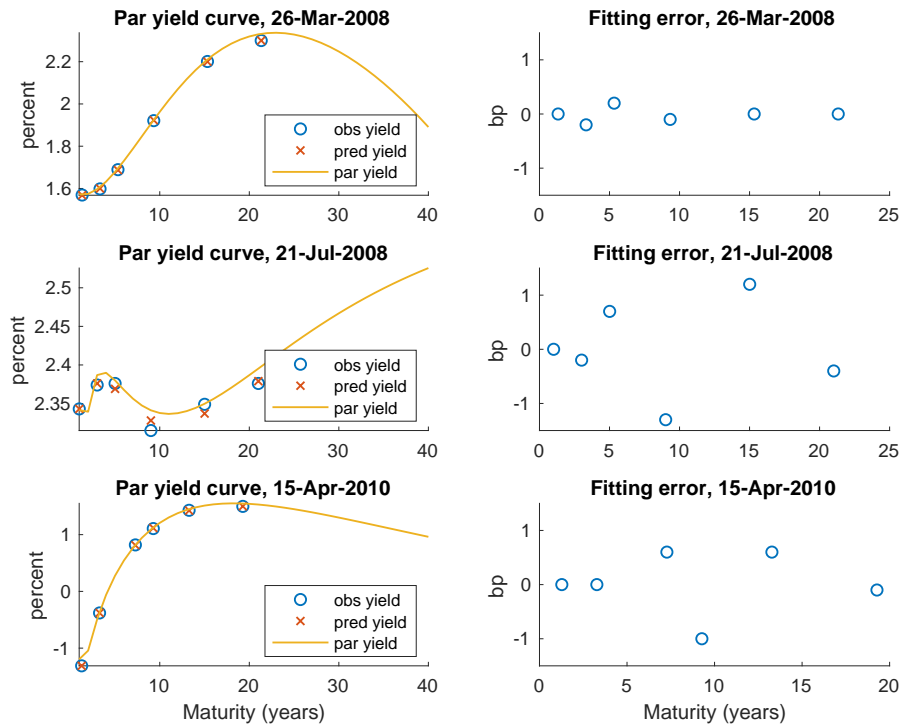 Par yield curve, 26-Mar-2008
percent
2.2
2
1.8
1.6
10 20 30 40
obs yield
pred yield
par yield
Fitting error, 26-Mar-2008
bp
1
0
-1
0 5 10 15 20 25
Par yield curve, 21-Jul-2008
percent
2.5
2.45
2.4
2.35
10 20 30 40
obs yield
pred yield
par yield
Fitting error, 21-Jul-2008
bp
1
0
-1
0 5 10 15 20 25
Par yield curve, 15-Apr-2010
percent
1
0
-1
10 20 30 40
Maturity (years)
obs yield
pred yield
par yield
Fitting error, 15-Apr-2010
bp
1
0
-1
0 5 10 15 20
Maturity (years)